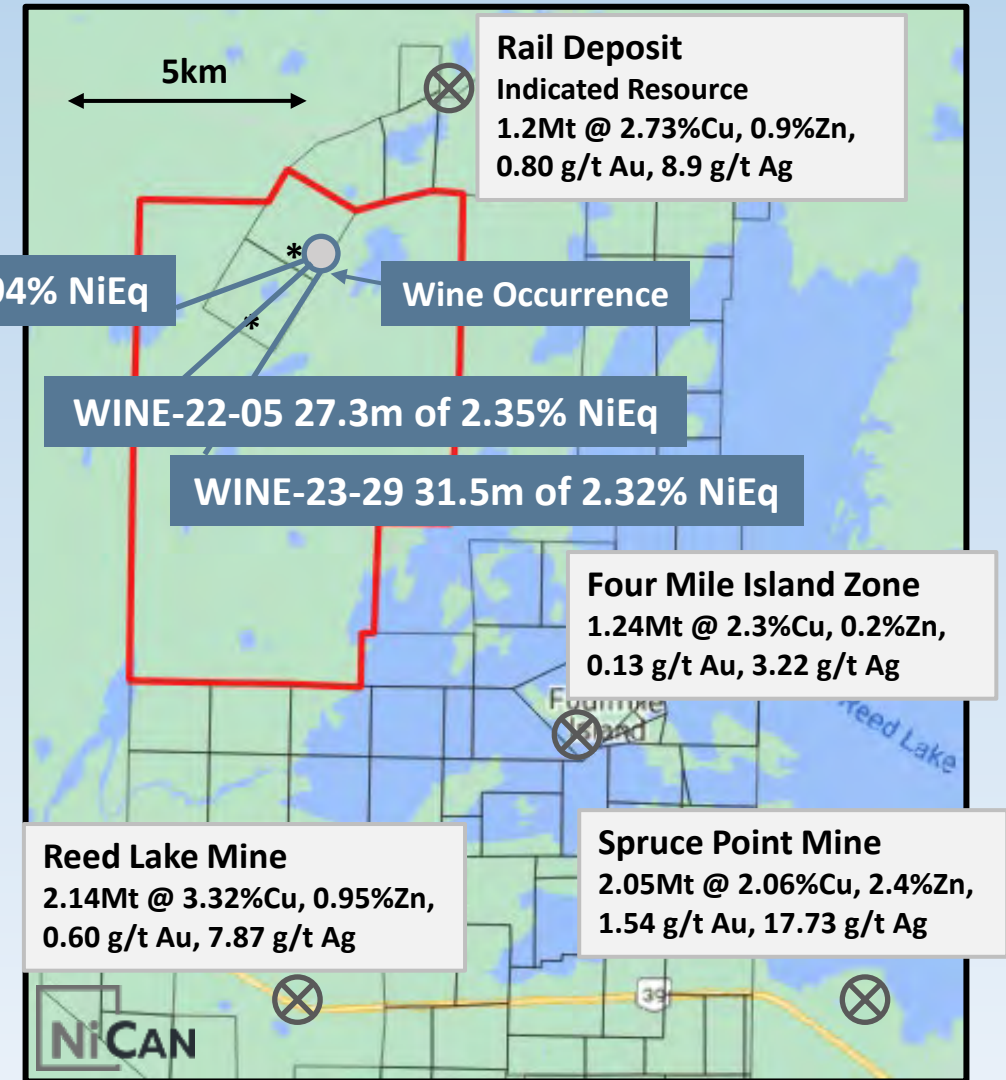 5km
Rail Deposit
Indicated Resource
1.2Mt @ 2.73%Cu, 0.9%Zn,
0.80 g/t Au, 8.9 g/t Ag
*
4% NiEq
Wine Occurrence
*
WINE-22-05 27.3m of 2.35% NiEq
WINE-23-29 31.5m of 2.32% NiEq
Four Mile Island Zone
1.24Mt @ 2.3%Cu, 0.2%Zn,
0.13 g/t Au, 3.22 g/t Ag
Fourmile
Island
Reed Lake
Reed Lake Mine
2.14Mt @ 3.32%Cu, 0.95%Zn,
0.60 g/t Au, 7.87 g/t Ag
Spruce Point Mine
2.05Mt @ 2.06%Cu, 2.4%Zn,
1.54 g/t Au, 17.73 g/t Ag
39
NiCAN